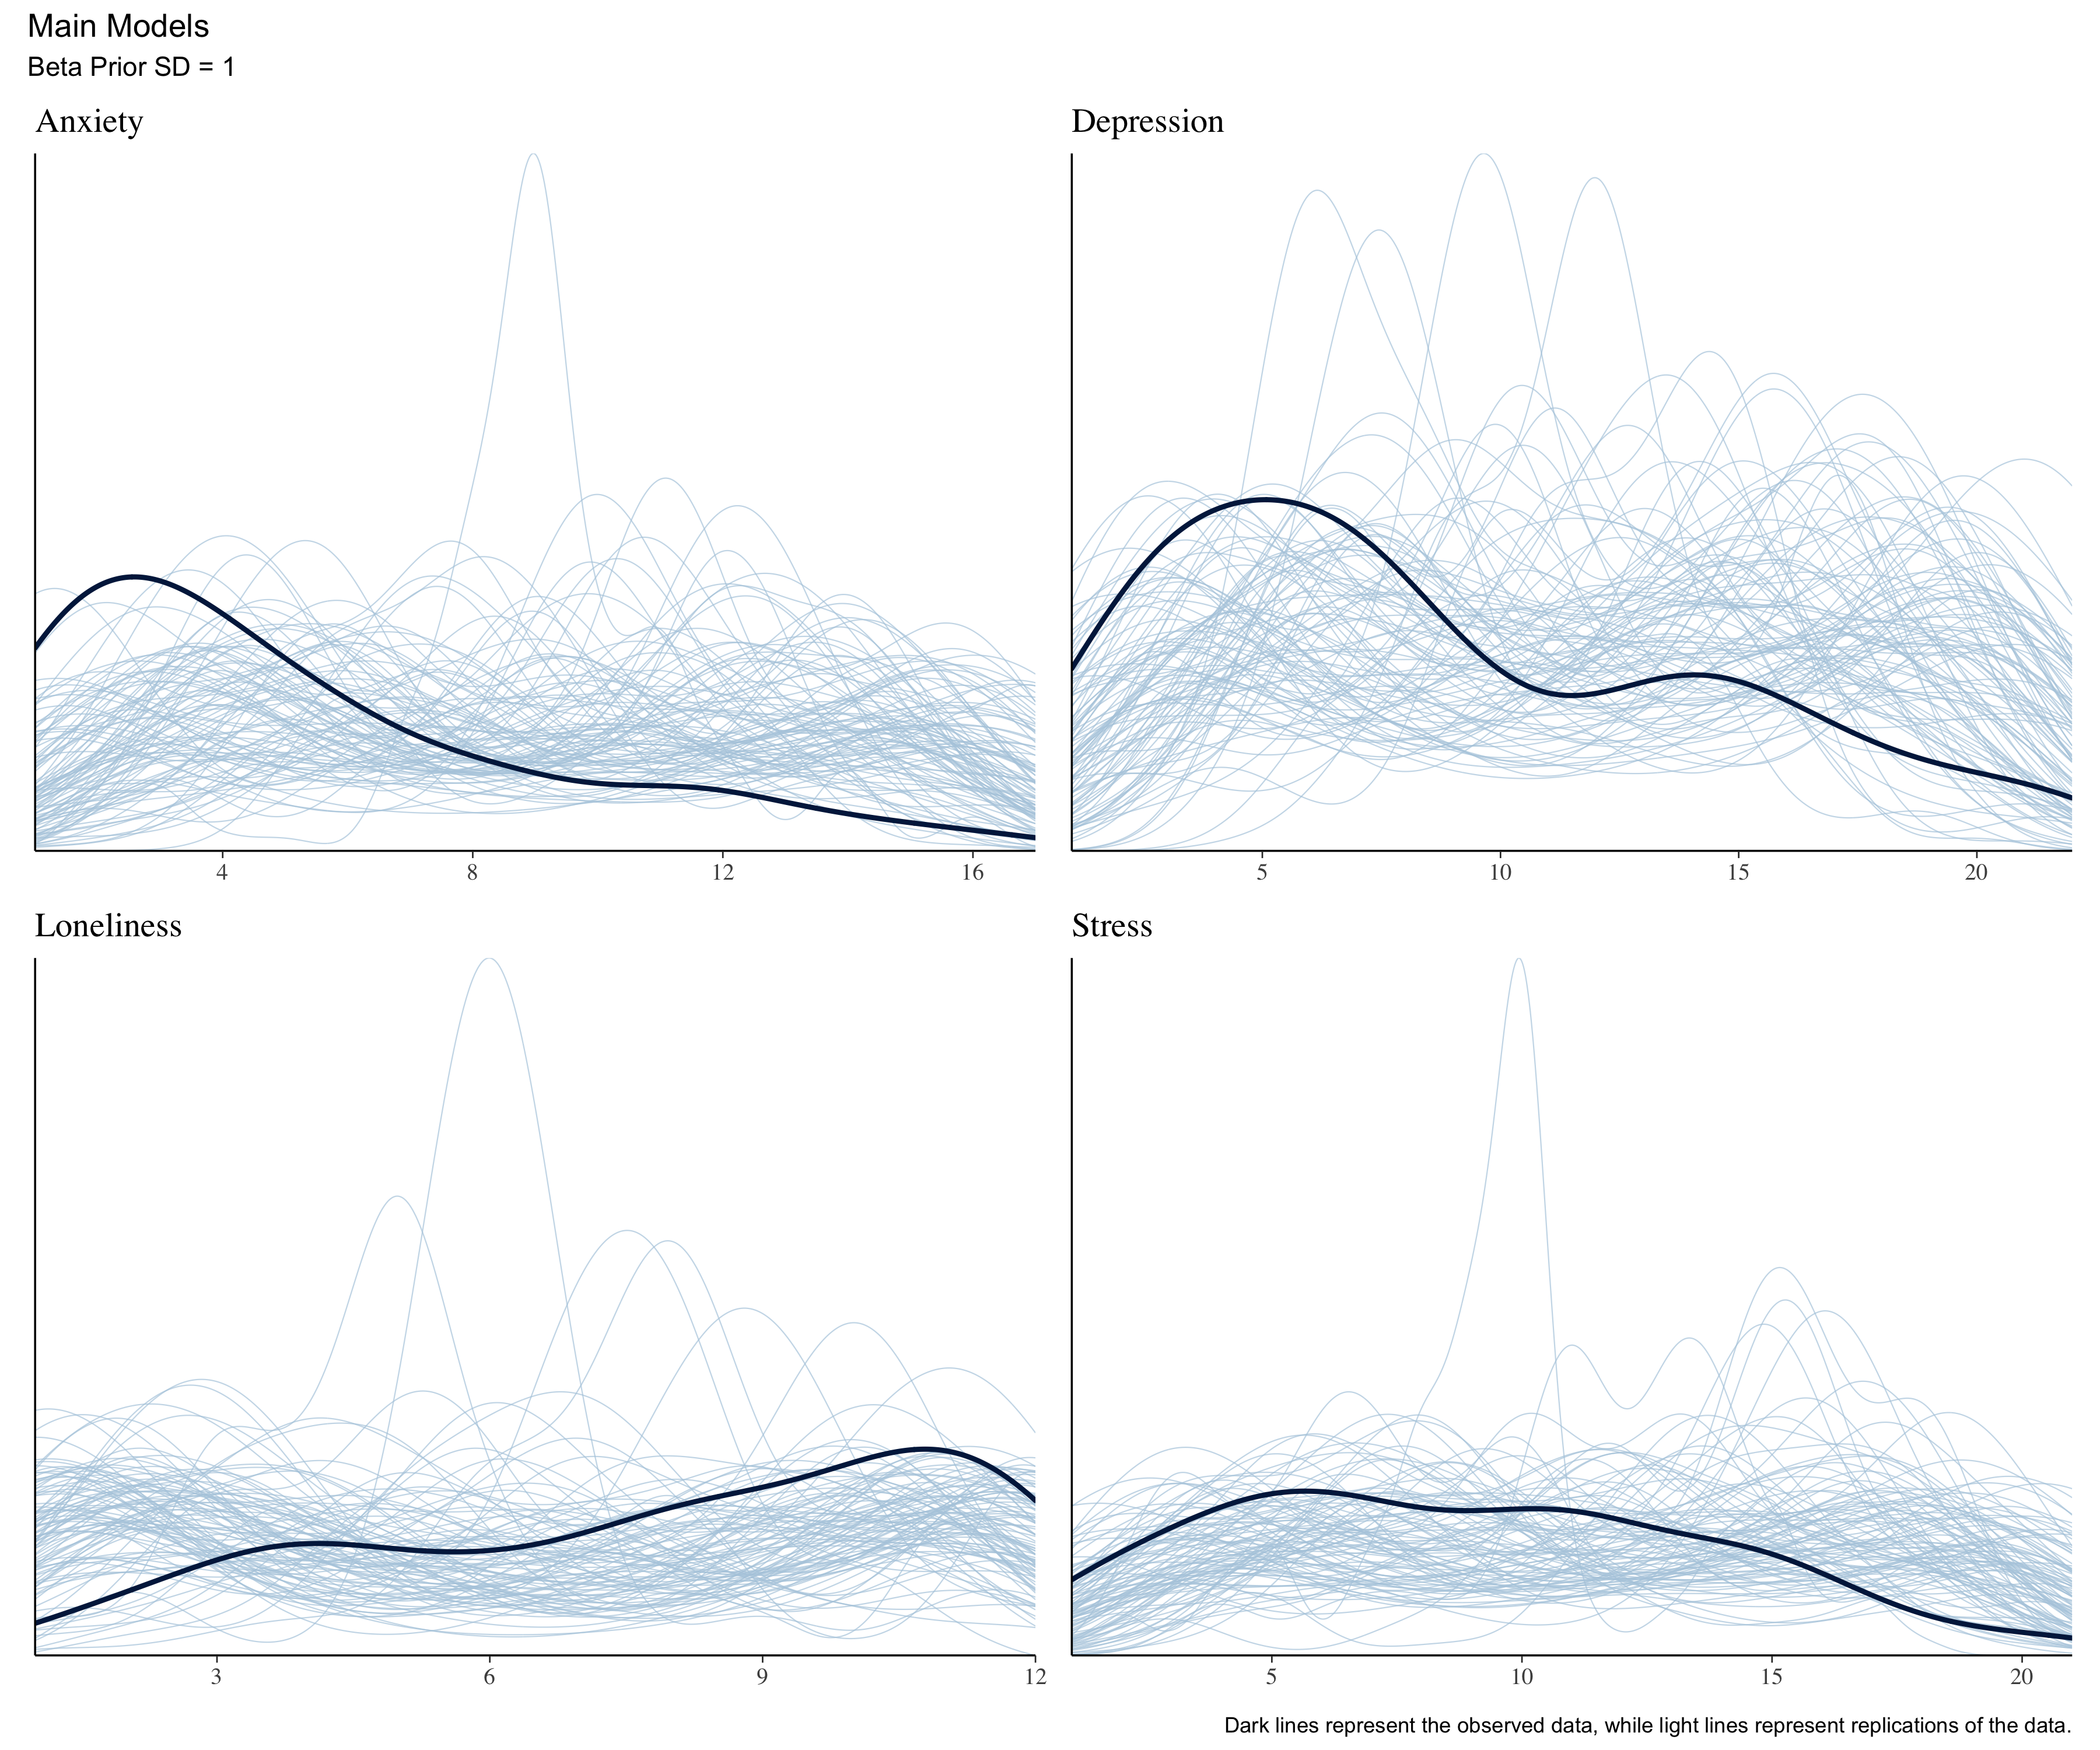 Main Models
Beta Prior SD = 1
Anxiety
Depression
4 8 12 16
5 10 15 20
Loneliness
Stress
3 6 9 12
5 10 15 20
Dark lines represent the observed data, while light lines represent replications of the data.